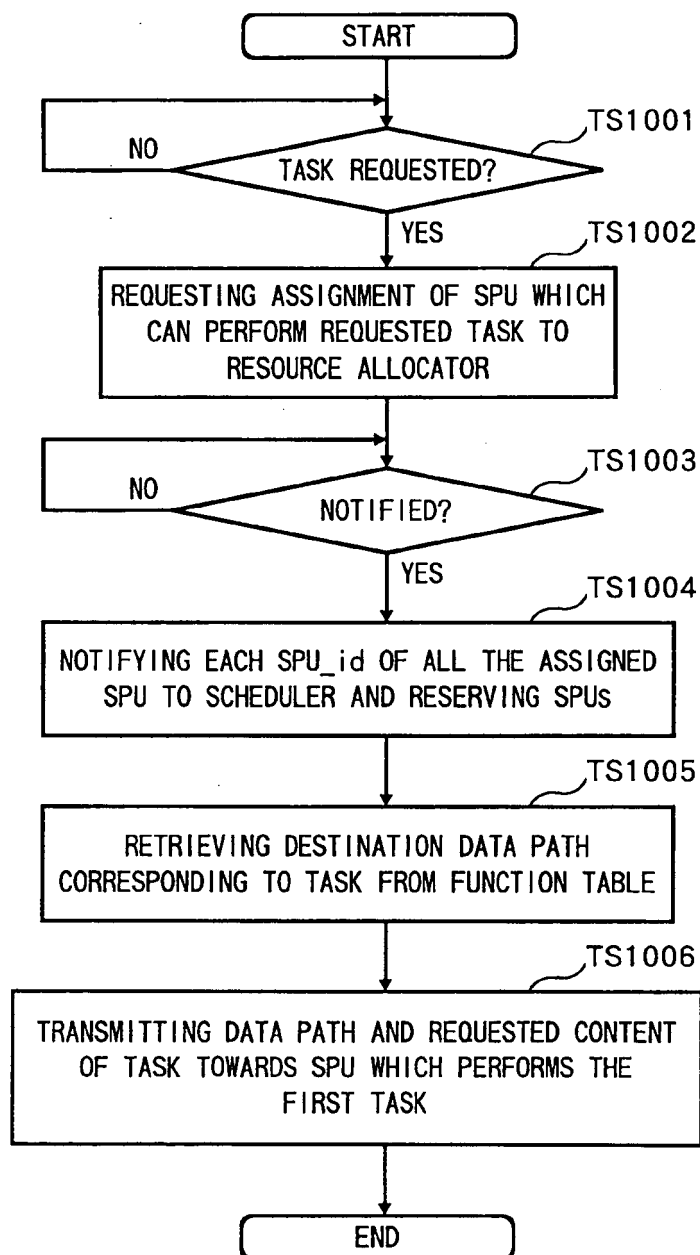 START
TS1001
NO
TASK REQUESTED?
YES
TS1002
REQUESTING ASSIGNMENT OF SPU WHICH
CAN PERFORM REQUESTED TASK TO
RESOURCE ALLOCATOR
TS1003
NO
NOTIFIED?
YES
TS1004
NOTIFYING EACH SPU_id OF ALL THE ASSIGNED
SPU TO SCHEDULER AND RESERVING SPUs
TS1005
RETRIEVING DESTINATION DATA PATH
CORRESPONDING TO TASK FROM FUNCTION TABLE
TS1006
TRANSMITTING DATA PATH AND REQUESTED CONTENT
OF TASK TOWARDS SPU WHICH PERFORMS THE
FIRST TASK
END